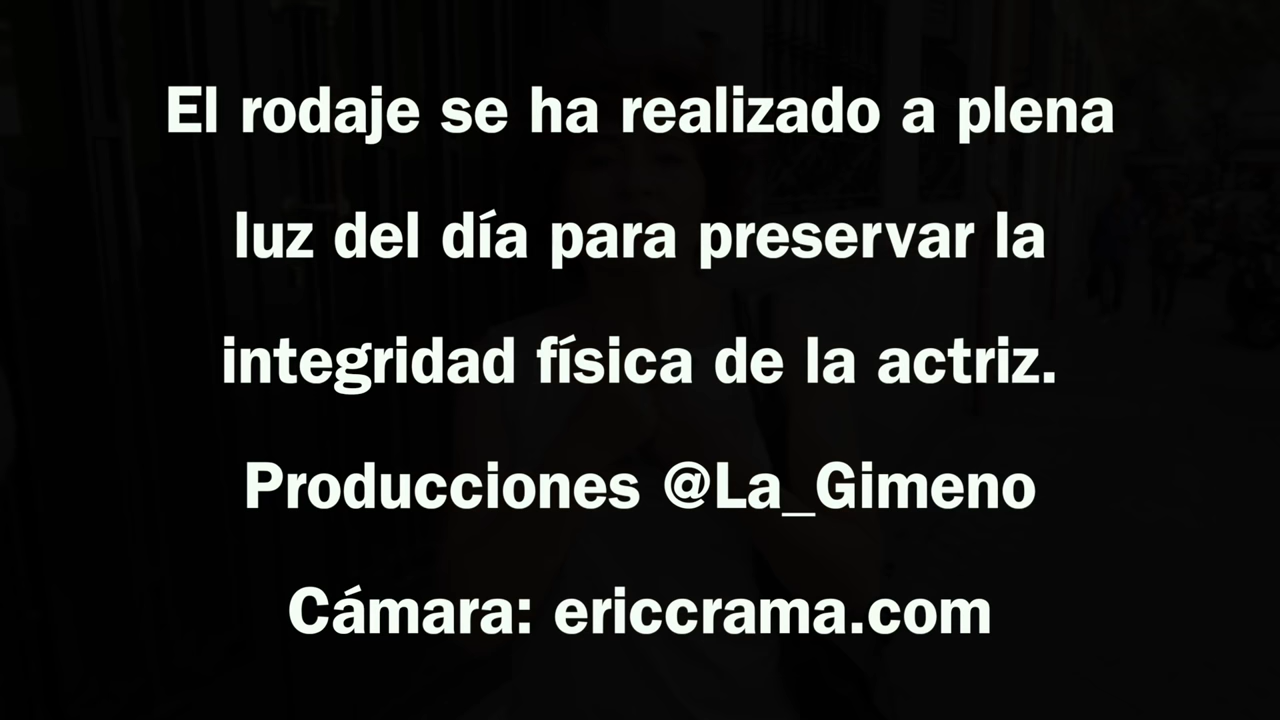 El rodaje se ha realizado a plena
luz del día para preservar la
integridad física de la actriz.
Producciones @La_Gimeno
Cámara: ericcrama.com